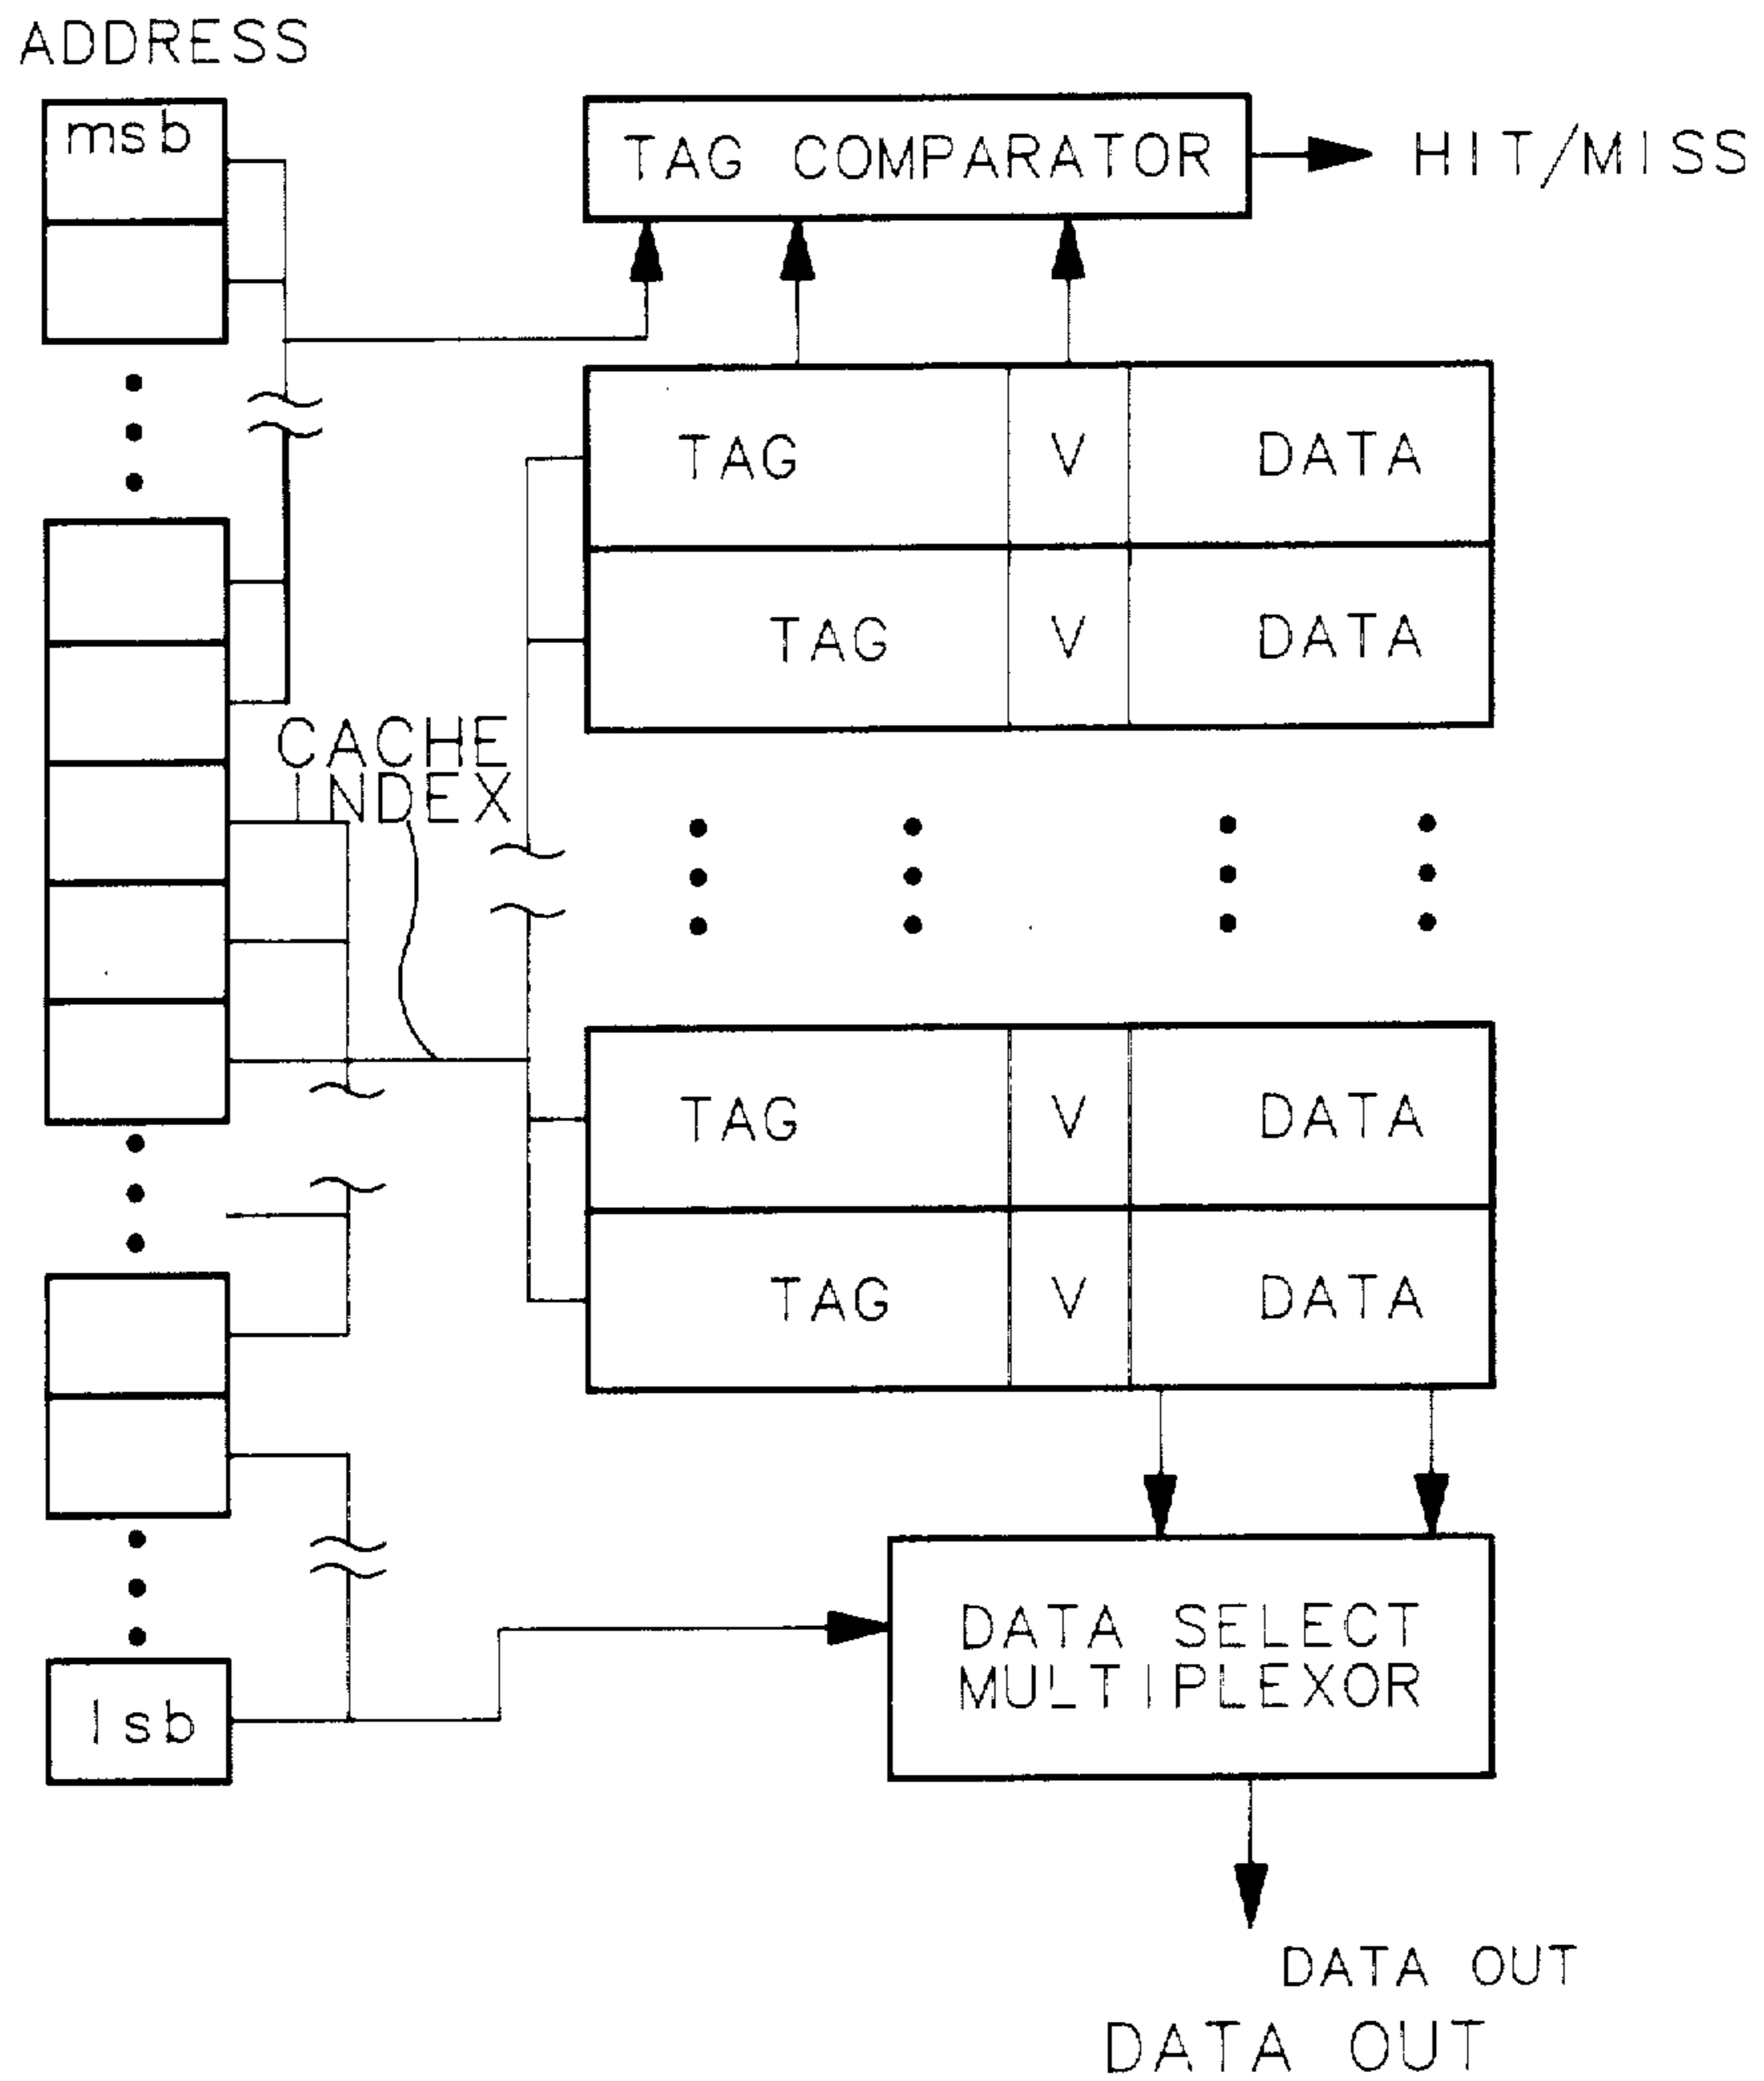 ADDRESS
msb
TAG COMPARATOR
HIT/MISS
TAG V DATA
TAG V DATA
CACHE
INDEX
TAG V DATA
TAG V DATA
DATA SELECT
MULTIPLEXOR
lsb
DATA OUT
DATA OUT